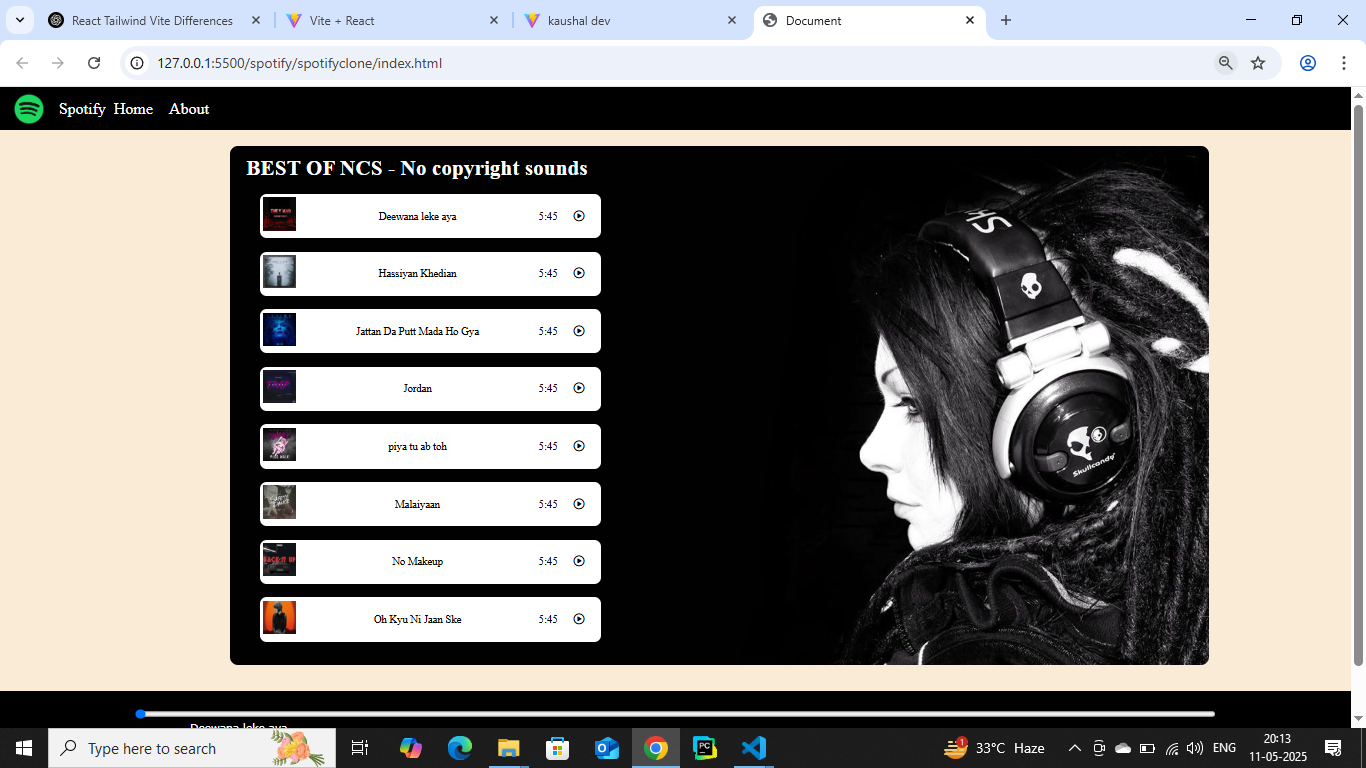 React Tailwind Vite Differences
Vite + React
kaushal dev
Document
127.0.0.1:5500/spotify/spotifyclone/index.html
Spotify Home About
BEST OF NCS - No copyright sounds
Deewana leke aya 5:45
Hassiyan Khedian 5:45
Jattan Da Putt Mada Ho Gya 5:45
Jordan 5:45
piya tu ab toh 5:45
Malaiyaan 5:45
No Makeup 5:45
Oh Kyu Ni Jaan Ske 5:45
Skullcandy
Deewana leke aya
Type here to search
PC
1
33°C Haze
ENG
20:13
11-05-2025